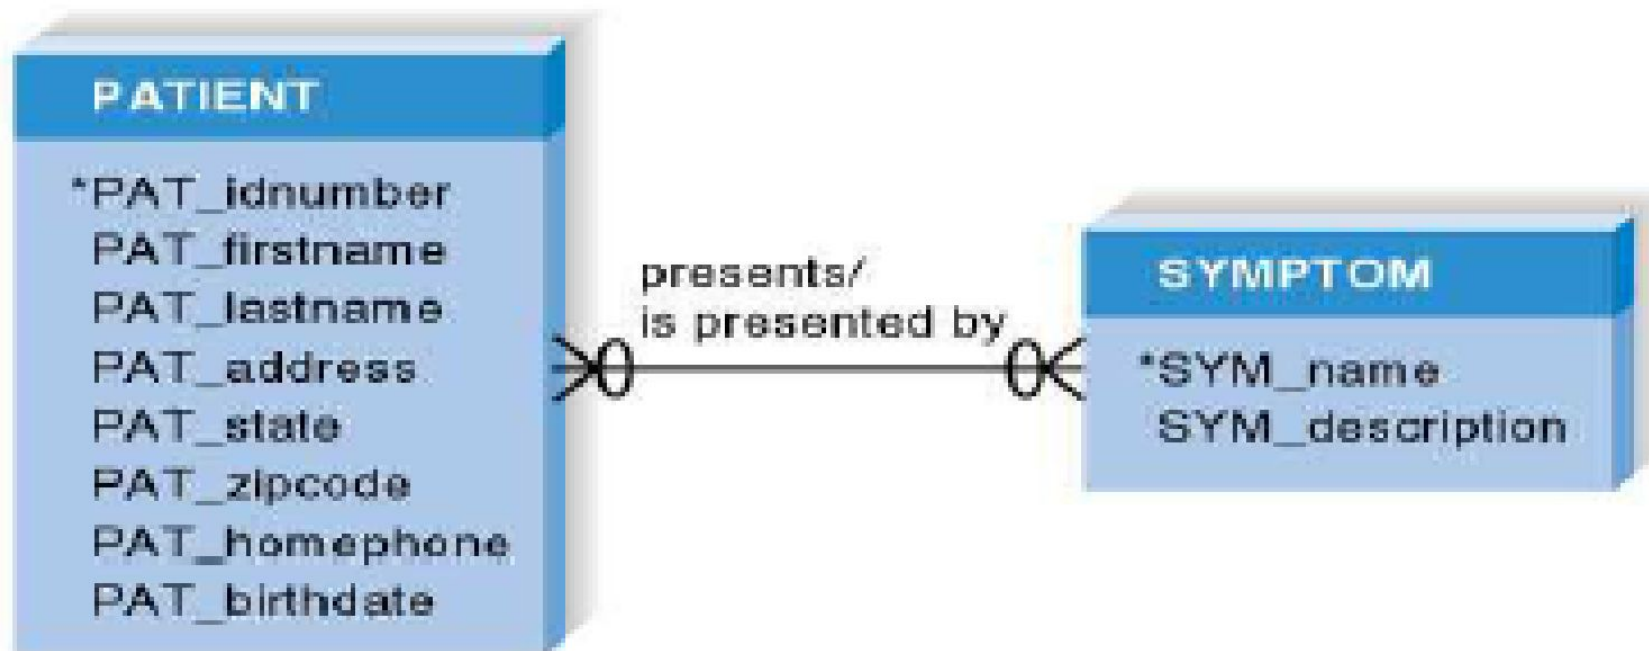 PATIENT
*PAT_idnumber
PAT_firstname
PAT_lastname
PAT_address
PAT_state
PAT_zipcode
PAT_homephone
PAT_birthdate
presents/
is presented by
SYMPTOM
*SYM_name
SYM_description